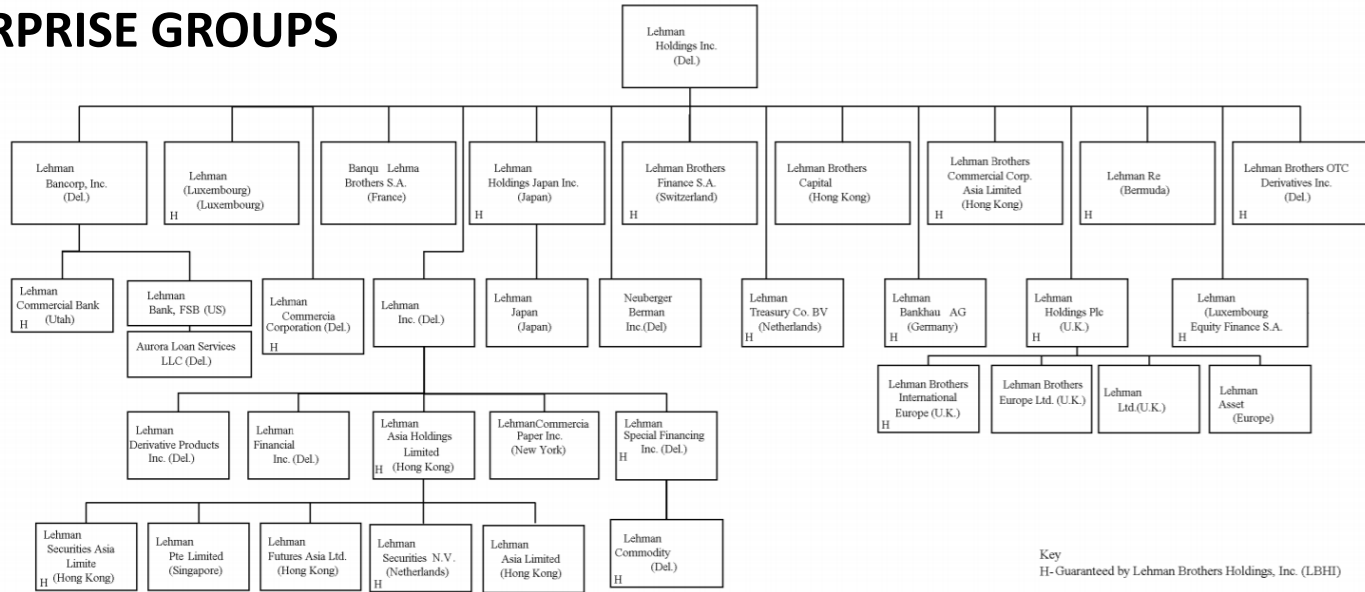 RPRISE GROUPS
Lehman
Holdings Inc.
(Del.)
Lehman
Bancorp, Inc.
(Del.)
Lehman
(Luxembourg)
(Luxembourg)
H
Banqu Lehma
Brothers S.A.
(France)
Lehman
Holdings Japan Inc.
(Japan)
H
Lehman Brothers
Finance S.A.
(Switzerland)
H
Lehman Brothers
Capital
(Hong Kong)
Lehman Brothers
Commercial Corp.
Asia Limited
(Hong Kong)
H
Lehman Re
(Bermuda)
H
Lehman Brothers OTC
Derivatives Inc.
(Del.)
H
Lehman
Commercial Bank
(Utah)
H
Lehman
Bank, FSB (US)
Aurora Loan Services
LLC (Del.)
Lehman
Commercia
Corporation (Del.)
H
Lehman
Inc. (Del.)
Lehman
Japan
(Japan)
Neuberger
Berman
Inc.(Del)
Lehman
Treasury Co. BV
(Netherlands)
H
Lehman
Bankhau AG
(Germany)
H
Lehman
Holdings Plc
(U.K.)
H
Lehman
(Luxembourg
Equity Finance S.A.
H
Lehman Brothers
International
Europe (U.K.)
H
Lehman Brothers
Europe Ltd. (U.K.)
Lehman
Ltd.(U.K.)
Lehman
Asset
(Europe)
Lehman
Derivative Products
Inc. (Del.)
Lehman
Financial
Inc. (Del.)
Lehman
Asia Holdings
Limited
(Hong Kong)
H
LehmanCommercia
Paper Inc.
(New York)
Lehman
Special Financing
Inc. (Del.)
H
Lehman
Securities Asia
Limite
(Hong Kong)
H
Lehman
Pte Limited
(Singapore)
Lehman
Futures Asia Ltd.
(Hong Kong)
Lehman
Securities N.V.
(Netherlands)
H
Lehman
Asia Limited
(Hong Kong)
Lehman
Commodity
(Del.)
H
Key
H-Guaranteed by Lehman Brothers Holdings, Inc. (LBHI)